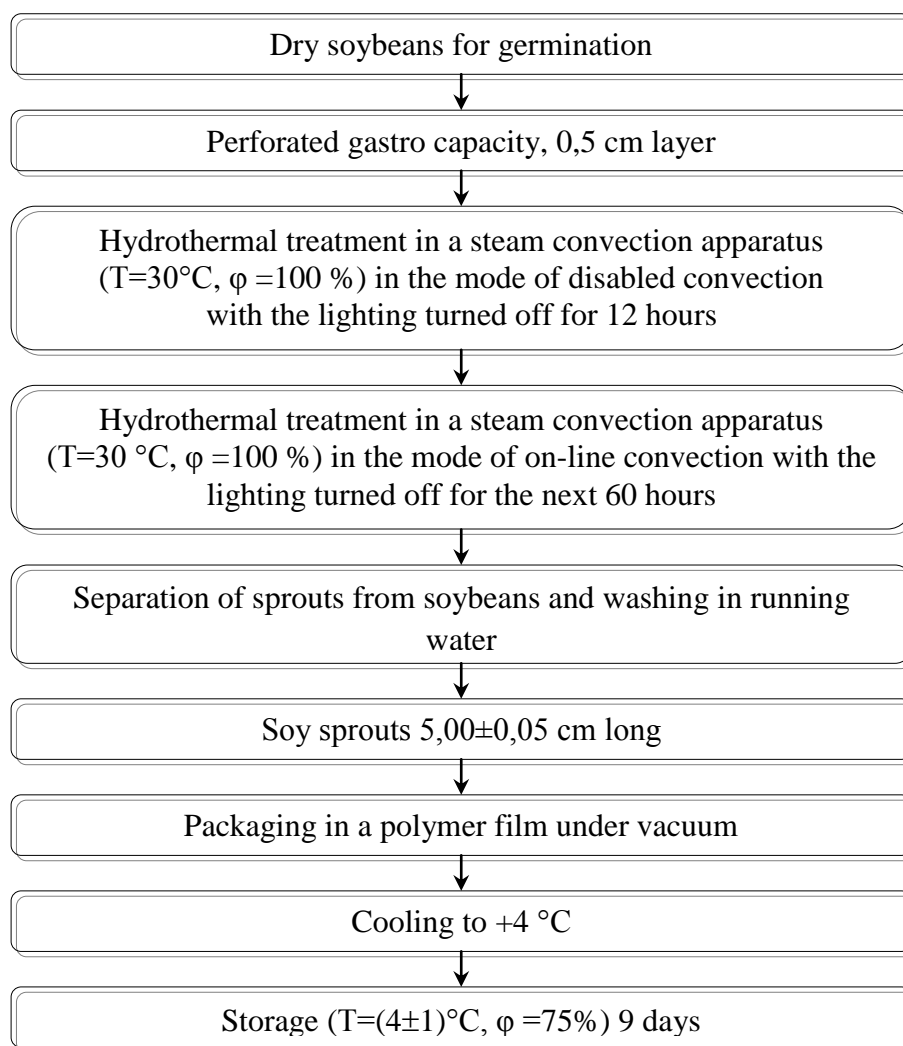 Dry soybeans for germination
Perforated gastro capacity, 0,5 cm layer
Hydrothermal treatment in a steam convection apparatus
(T=30°C, φ =100 %) in the mode of disabled convection
with the lighting turned off for 12 hours
Hydrothermal treatment in a steam convection apparatus
(T=30 °C, φ =100 %) in the mode of on-line convection with the
lighting turned off for the next 60 hours
Separation of sprouts from soybeans and washing in running
water
Soy sprouts 5,00±0,05 cm long
Packaging in a polymer film under vacuum
Cooling to +4 °C
Storage (T=(4±1)°C, φ =75%) 9 days